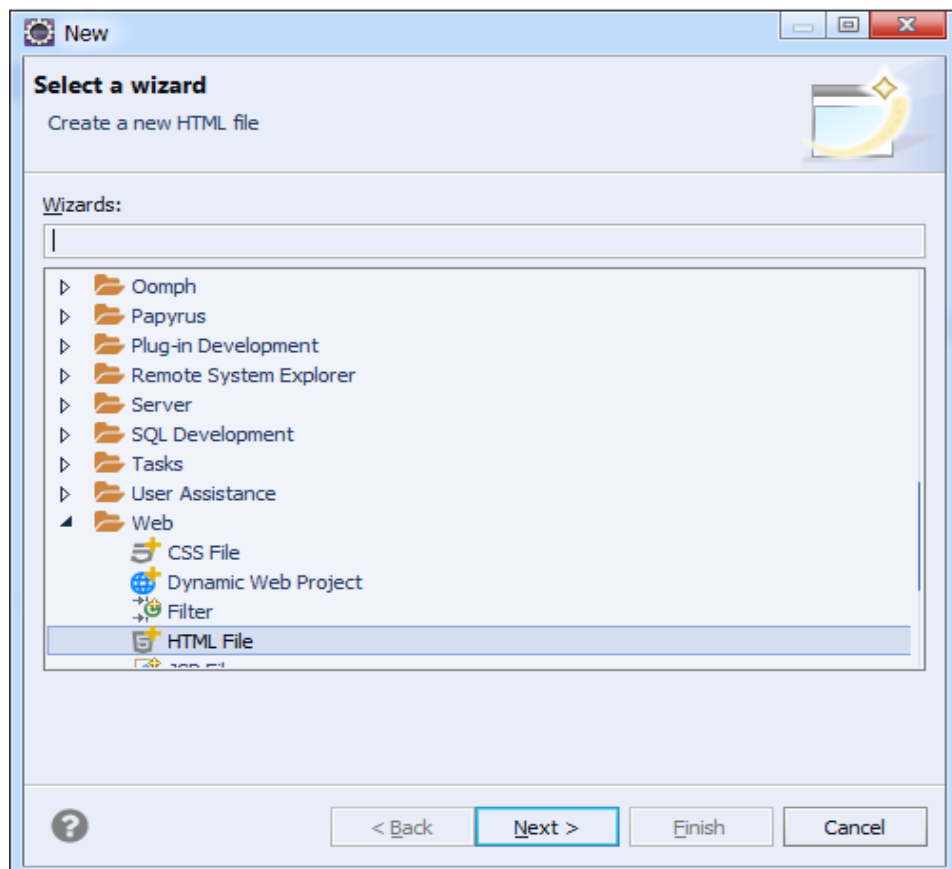 New
Select a wizard
Create a new HTML file
Wizards:
Oomph
Papyrus
Plug-in Development
Remote System Explorer
Server
SQL Development
Tasks
User Assistance
Web
CSS File
Dynamic Web Project
Filter
HTML File
< Back Next > Finish Cancel